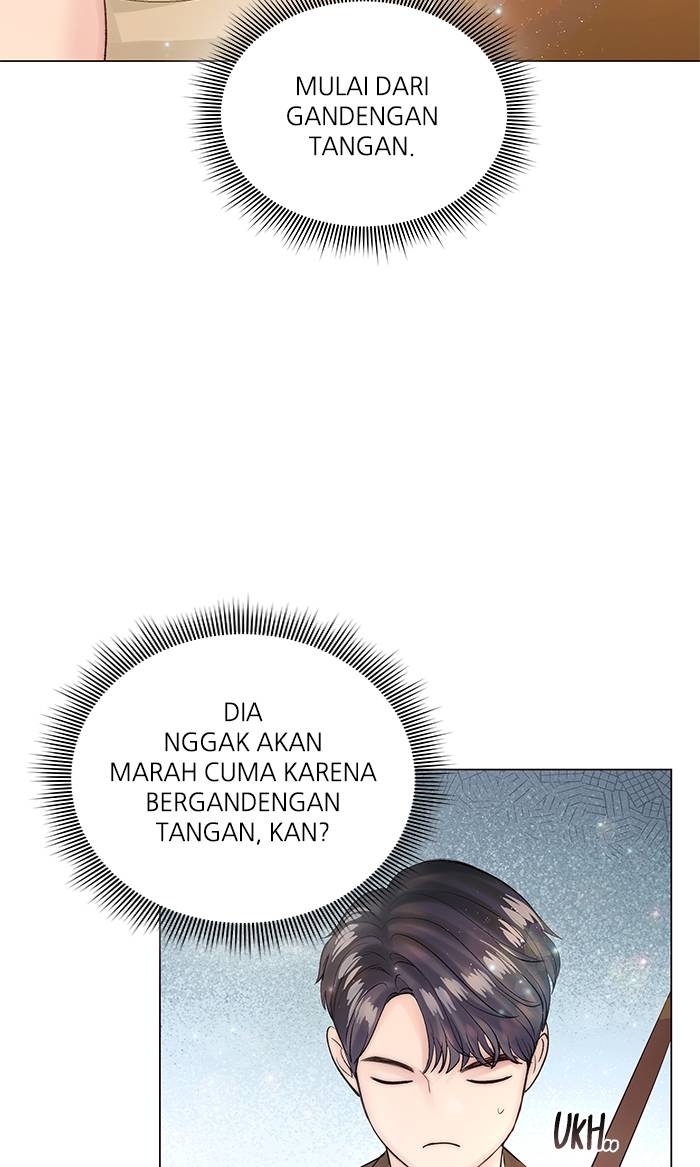 MULAI DARI
GANDENGAN
TANGAN.
DIA
NGGAK AKAN
MARAH CUMA KARENA
BERGANDENGAN
TANGAN, KAN?
UKH...